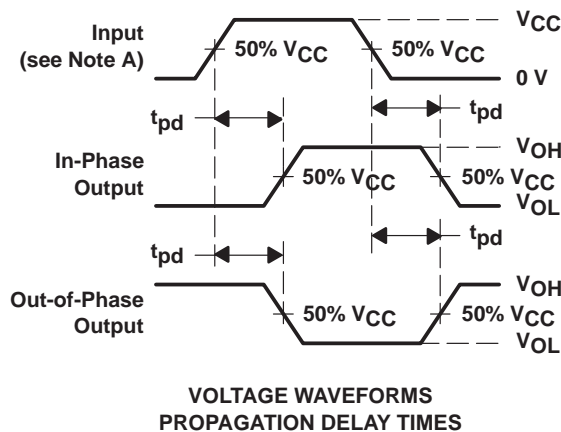 Input
(see Note A)
50% VCC
50% VCC
VCC
0 V
tpd
tpd
In-Phase
Output
50% VCC
VOH
50% VCC
VOL
tpd
tpd
Out-of-Phase
Output
50% VCC
VOH
50% VCC
VOL
VOLTAGE WAVEFORMS
PROPAGATION DELAY TIMES